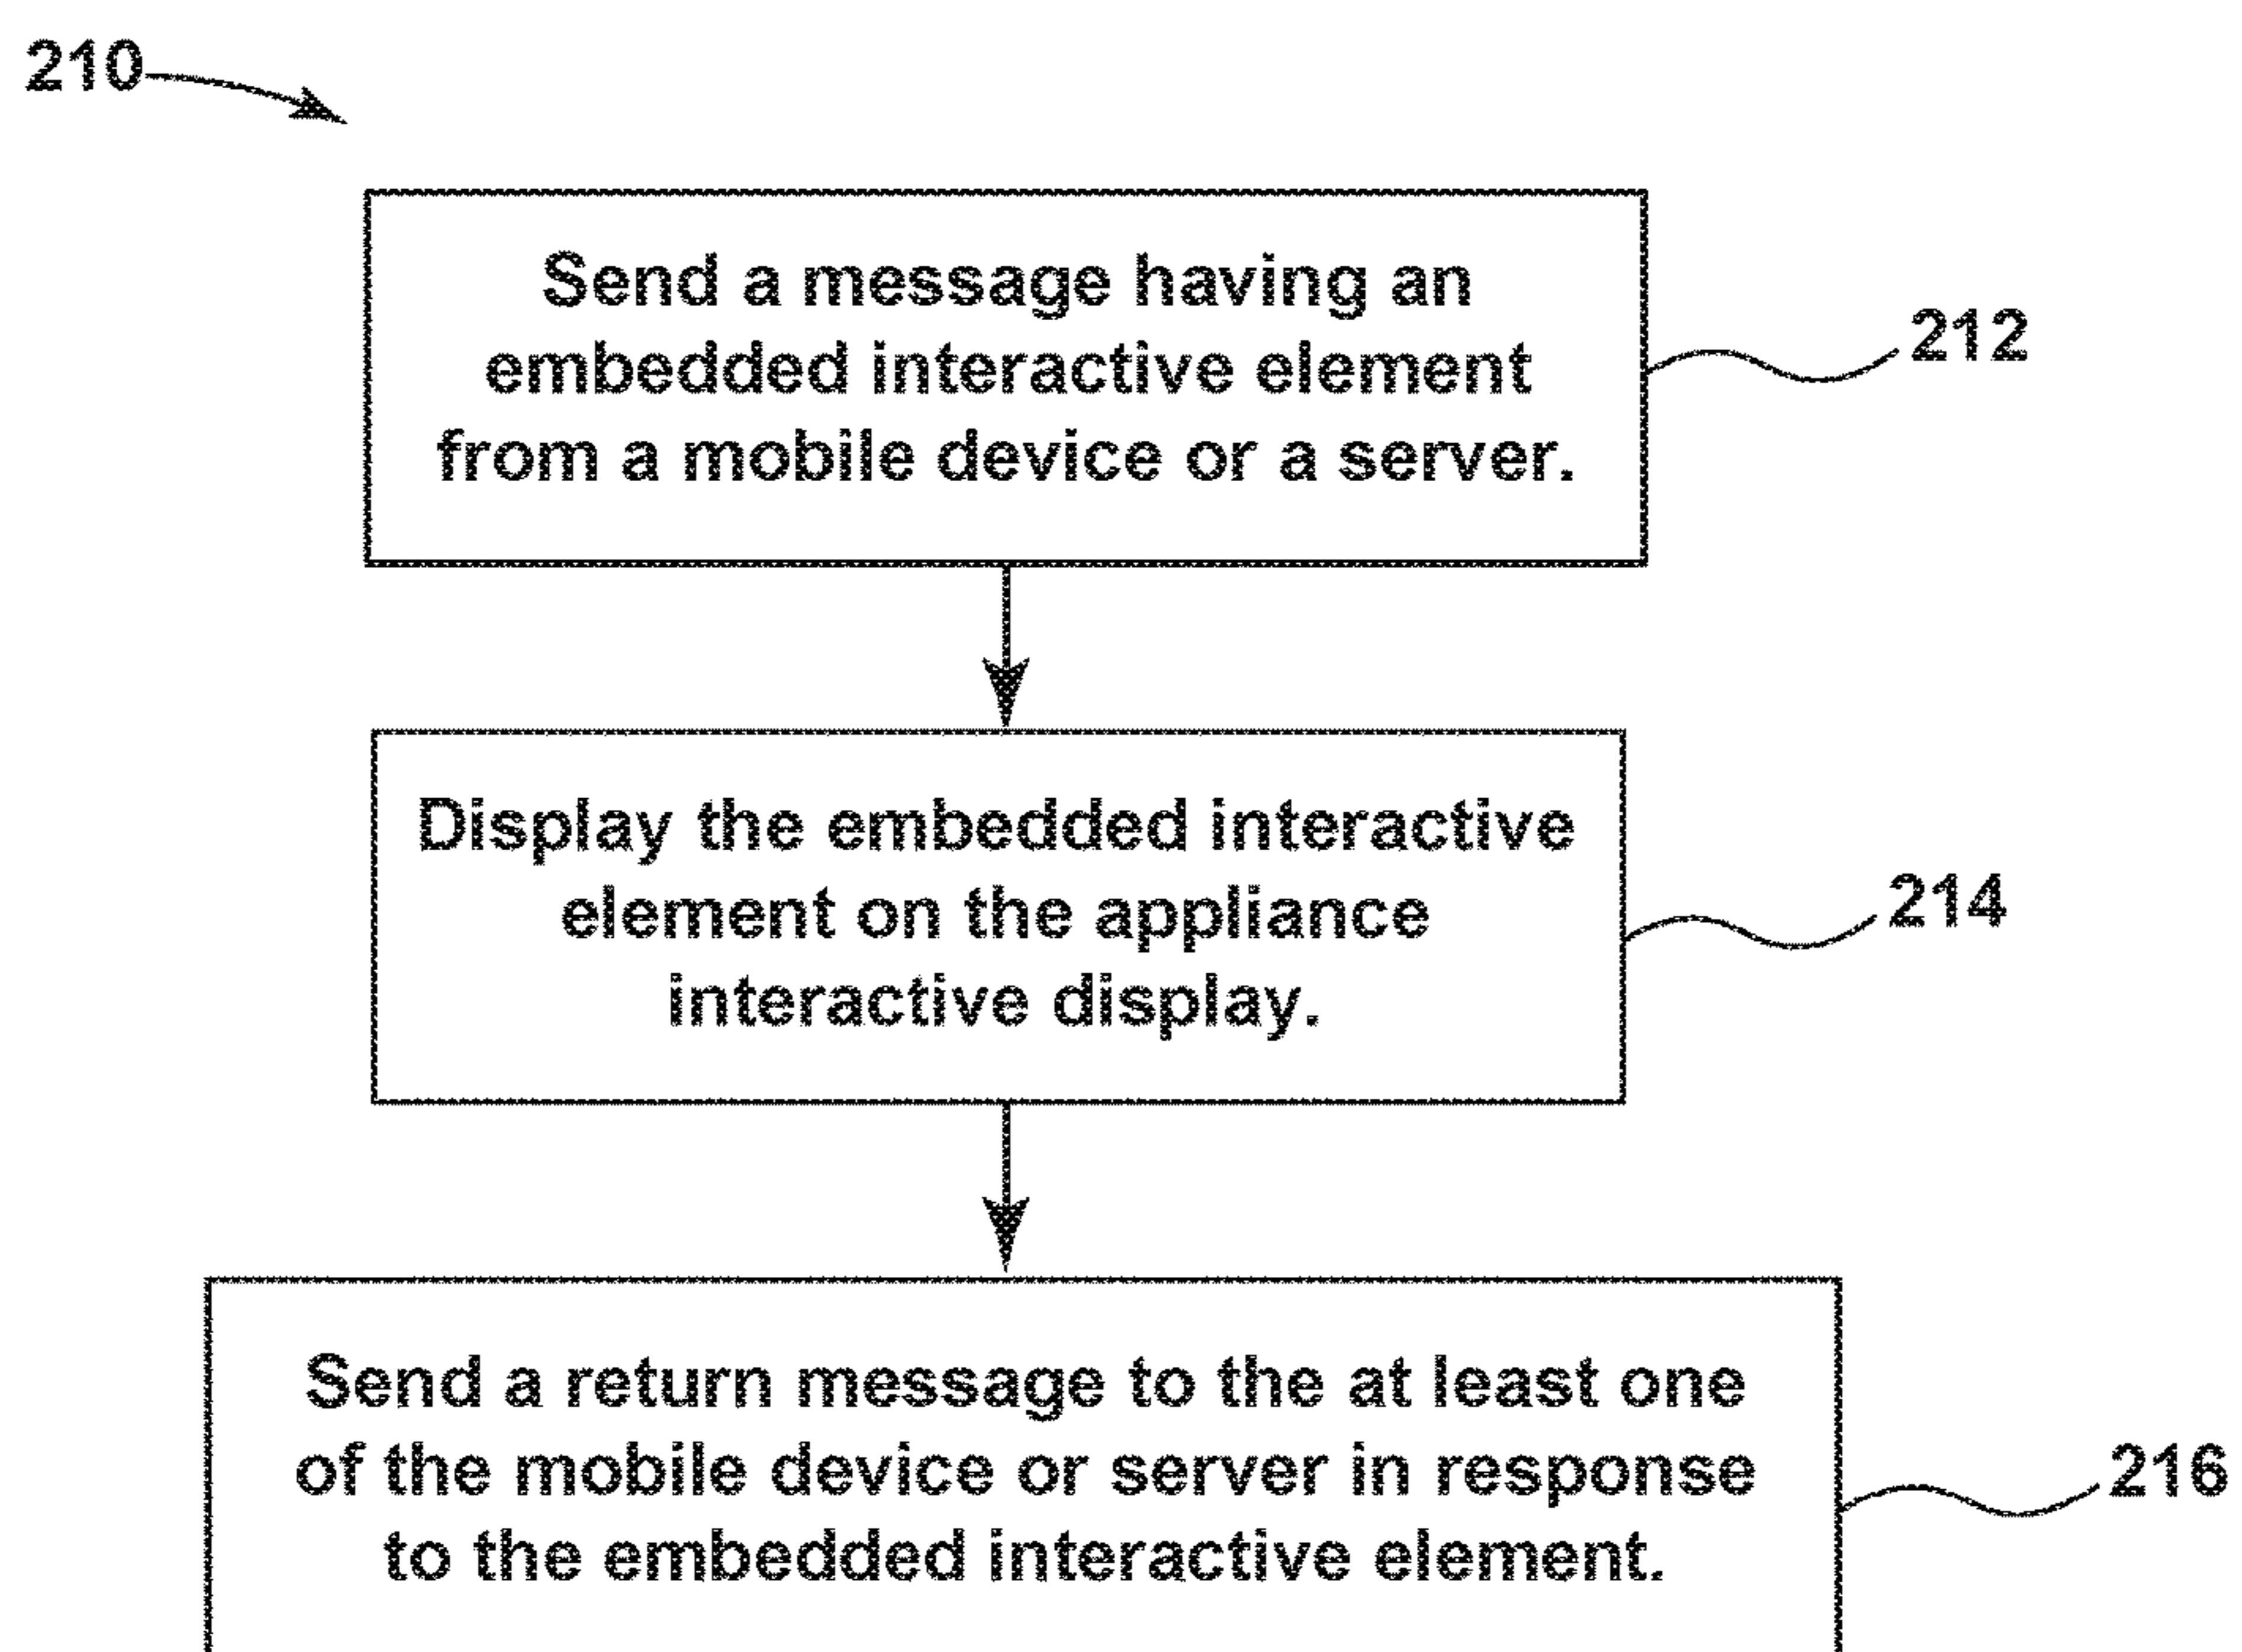 210
Send a message having an
embedded interactive element
from a mobile device or a server.
212
Display the embedded interactive
element on the appliance
interactive display.
214
Send a return message to the at least one
of the mobile device or server in response
to the embedded interactive element.
216